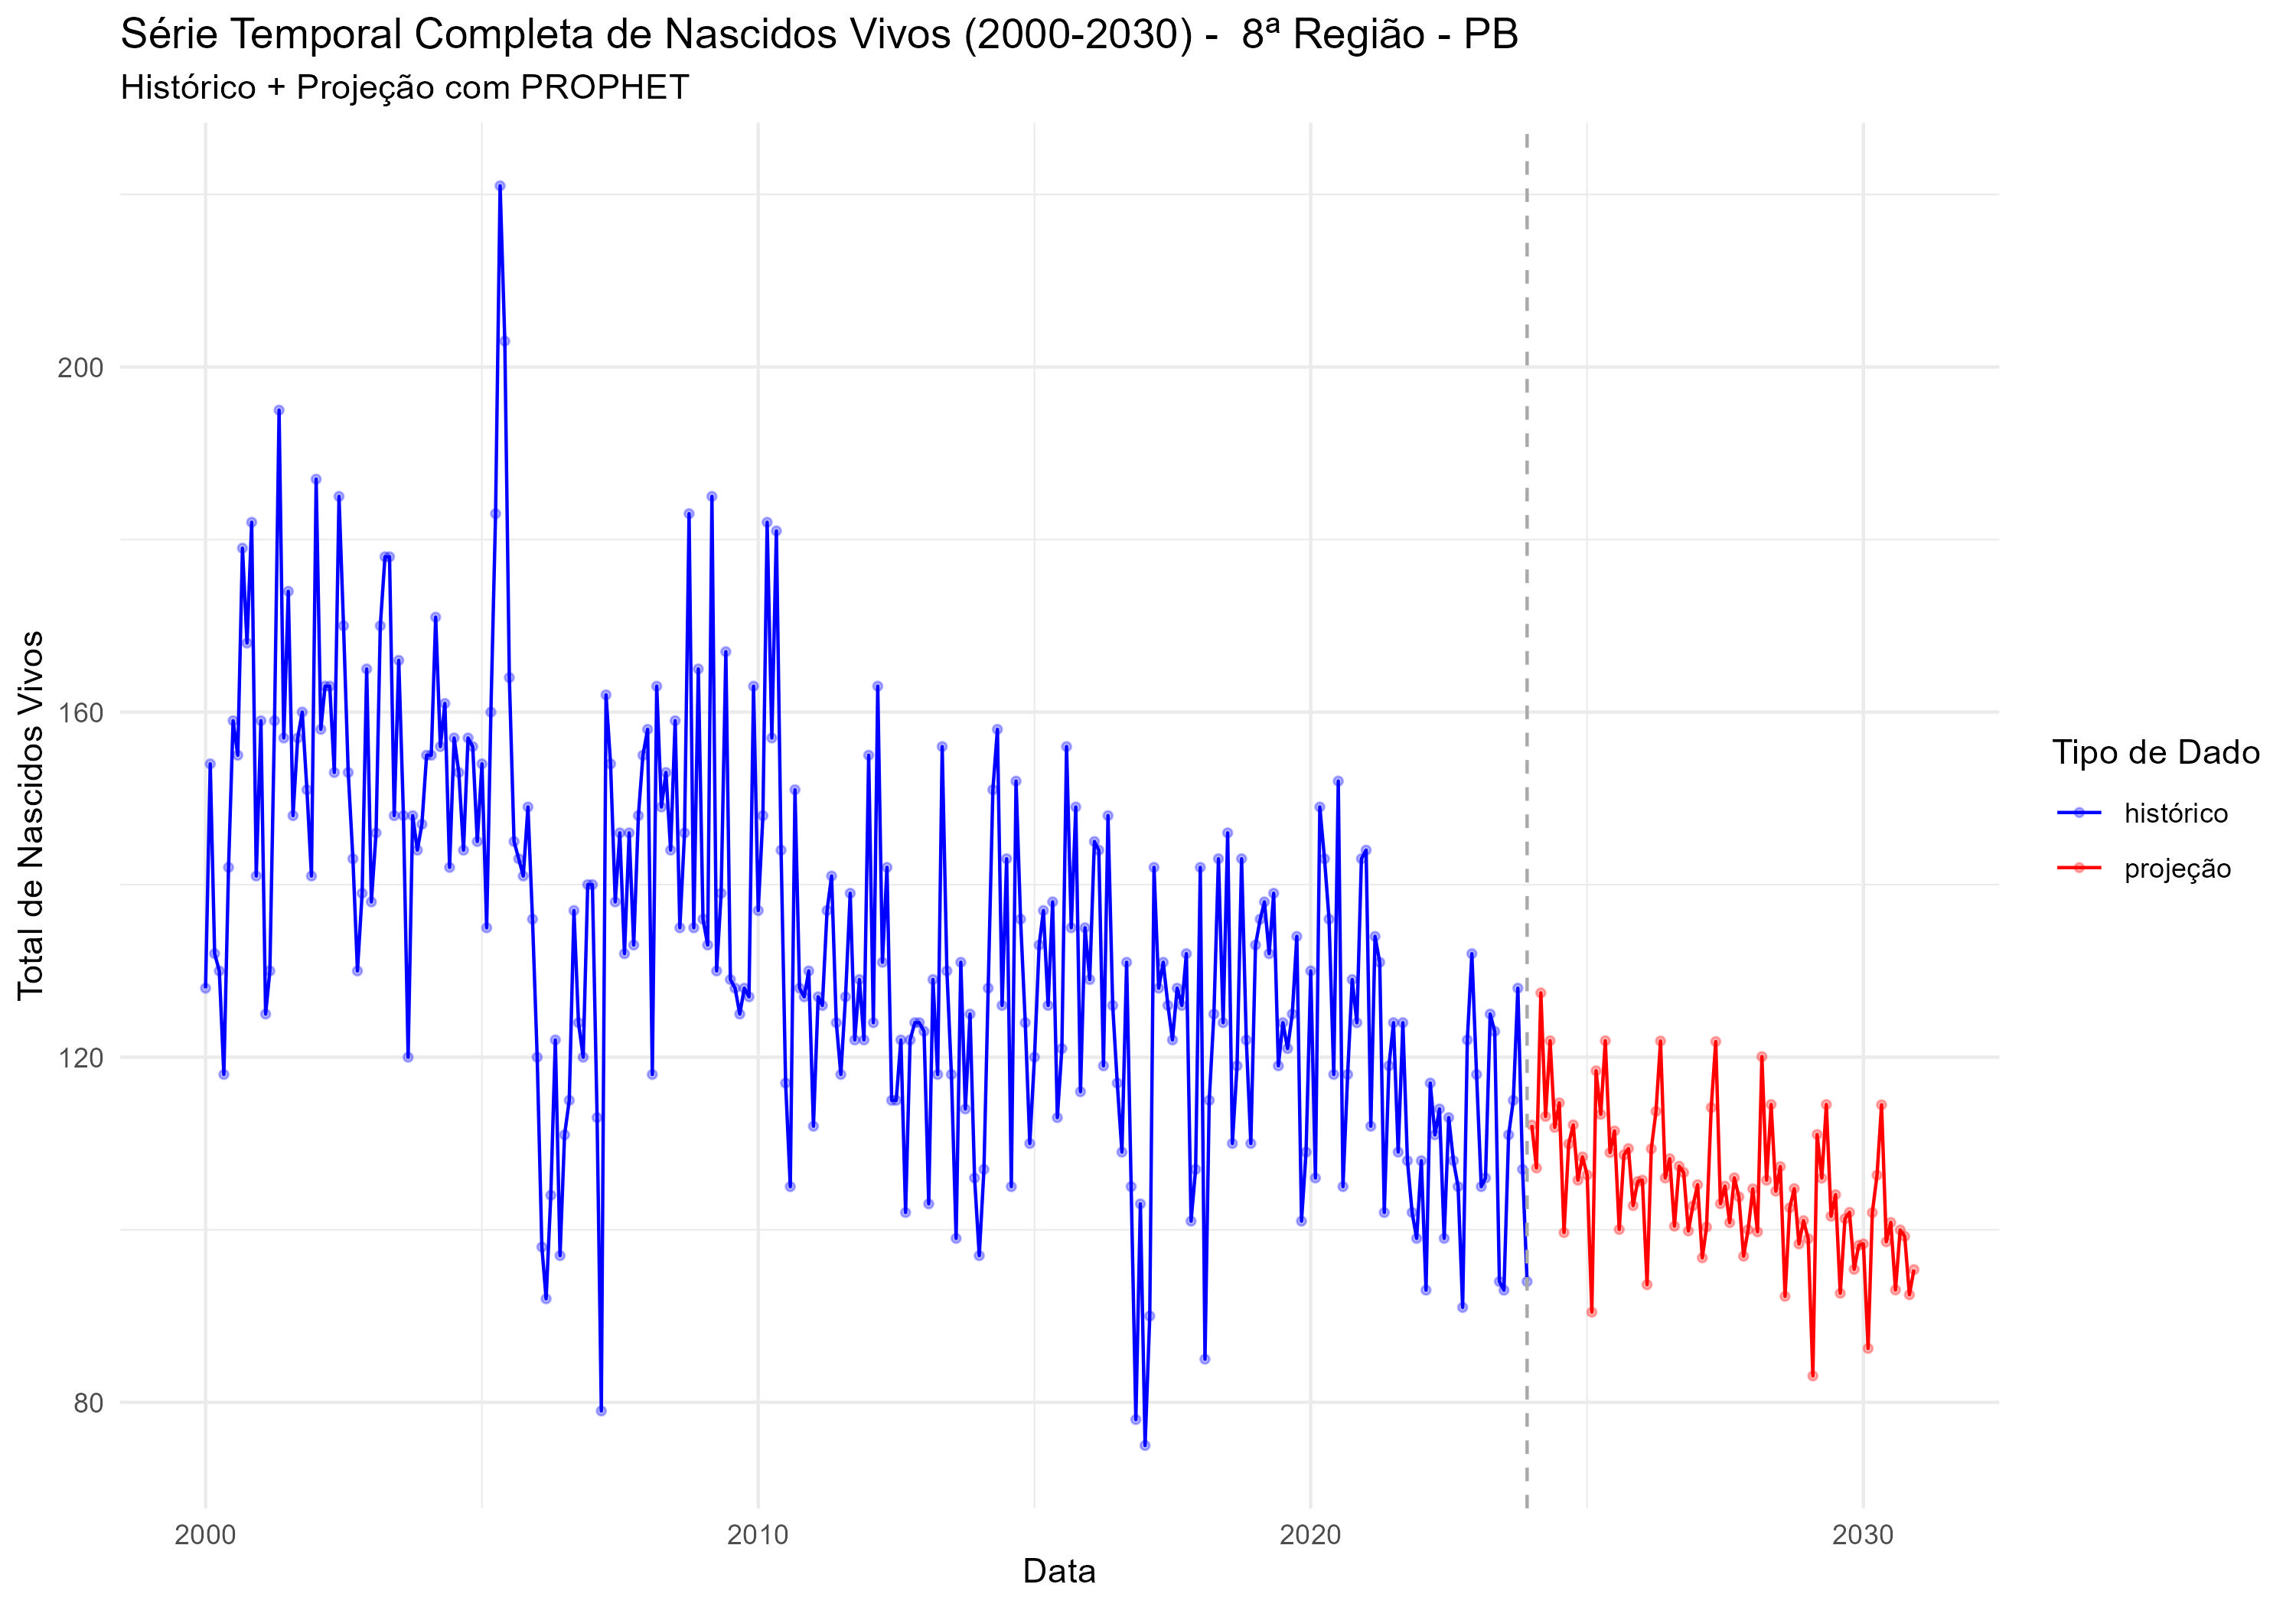 Série Temporal Completa de Nascidos Vivos (2000-2030) -  8ª Região - PB
Histórico + Projeção com PROPHET
Total de Nascidos Vivos
200
160
120
80
2000
2010
2020
2030
Data
Tipo de Dado
histórico
projeção